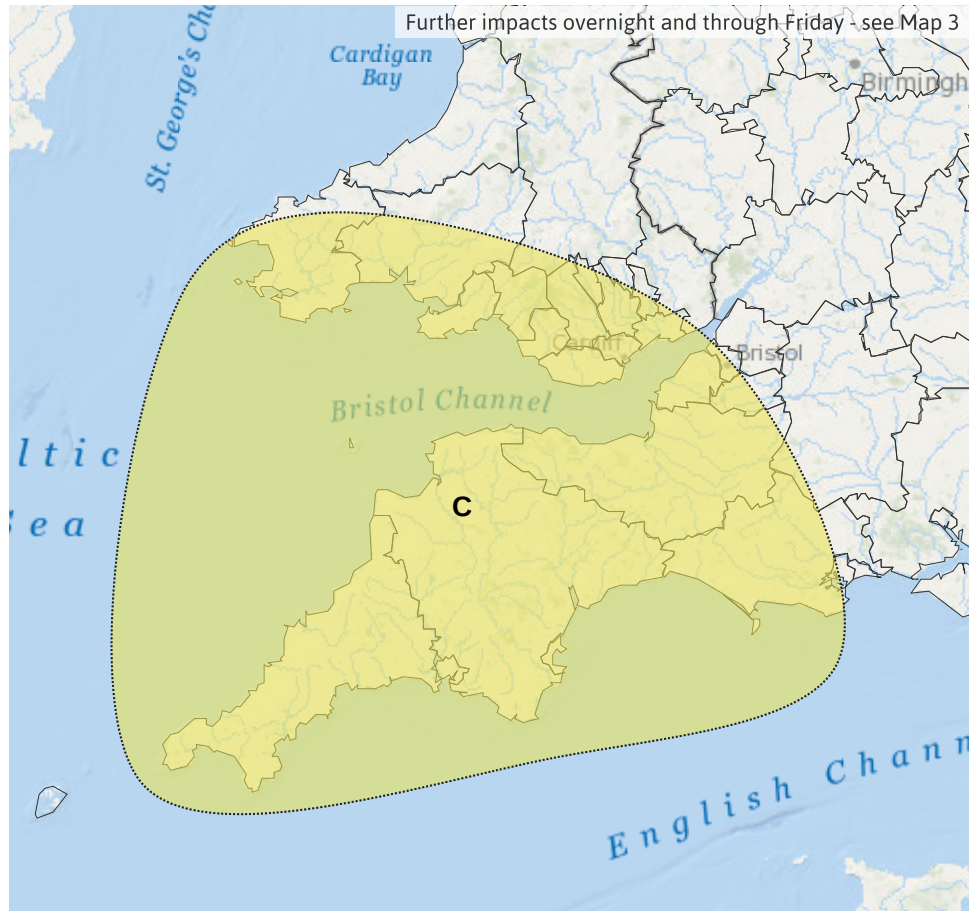 Further impacts overnight and through Friday - see Map 3
St. George's Cha
Cardigan
Bay
Birmingh
Cardiff
Bristol
Bristol Channel
ltic
ea
C
English Chann